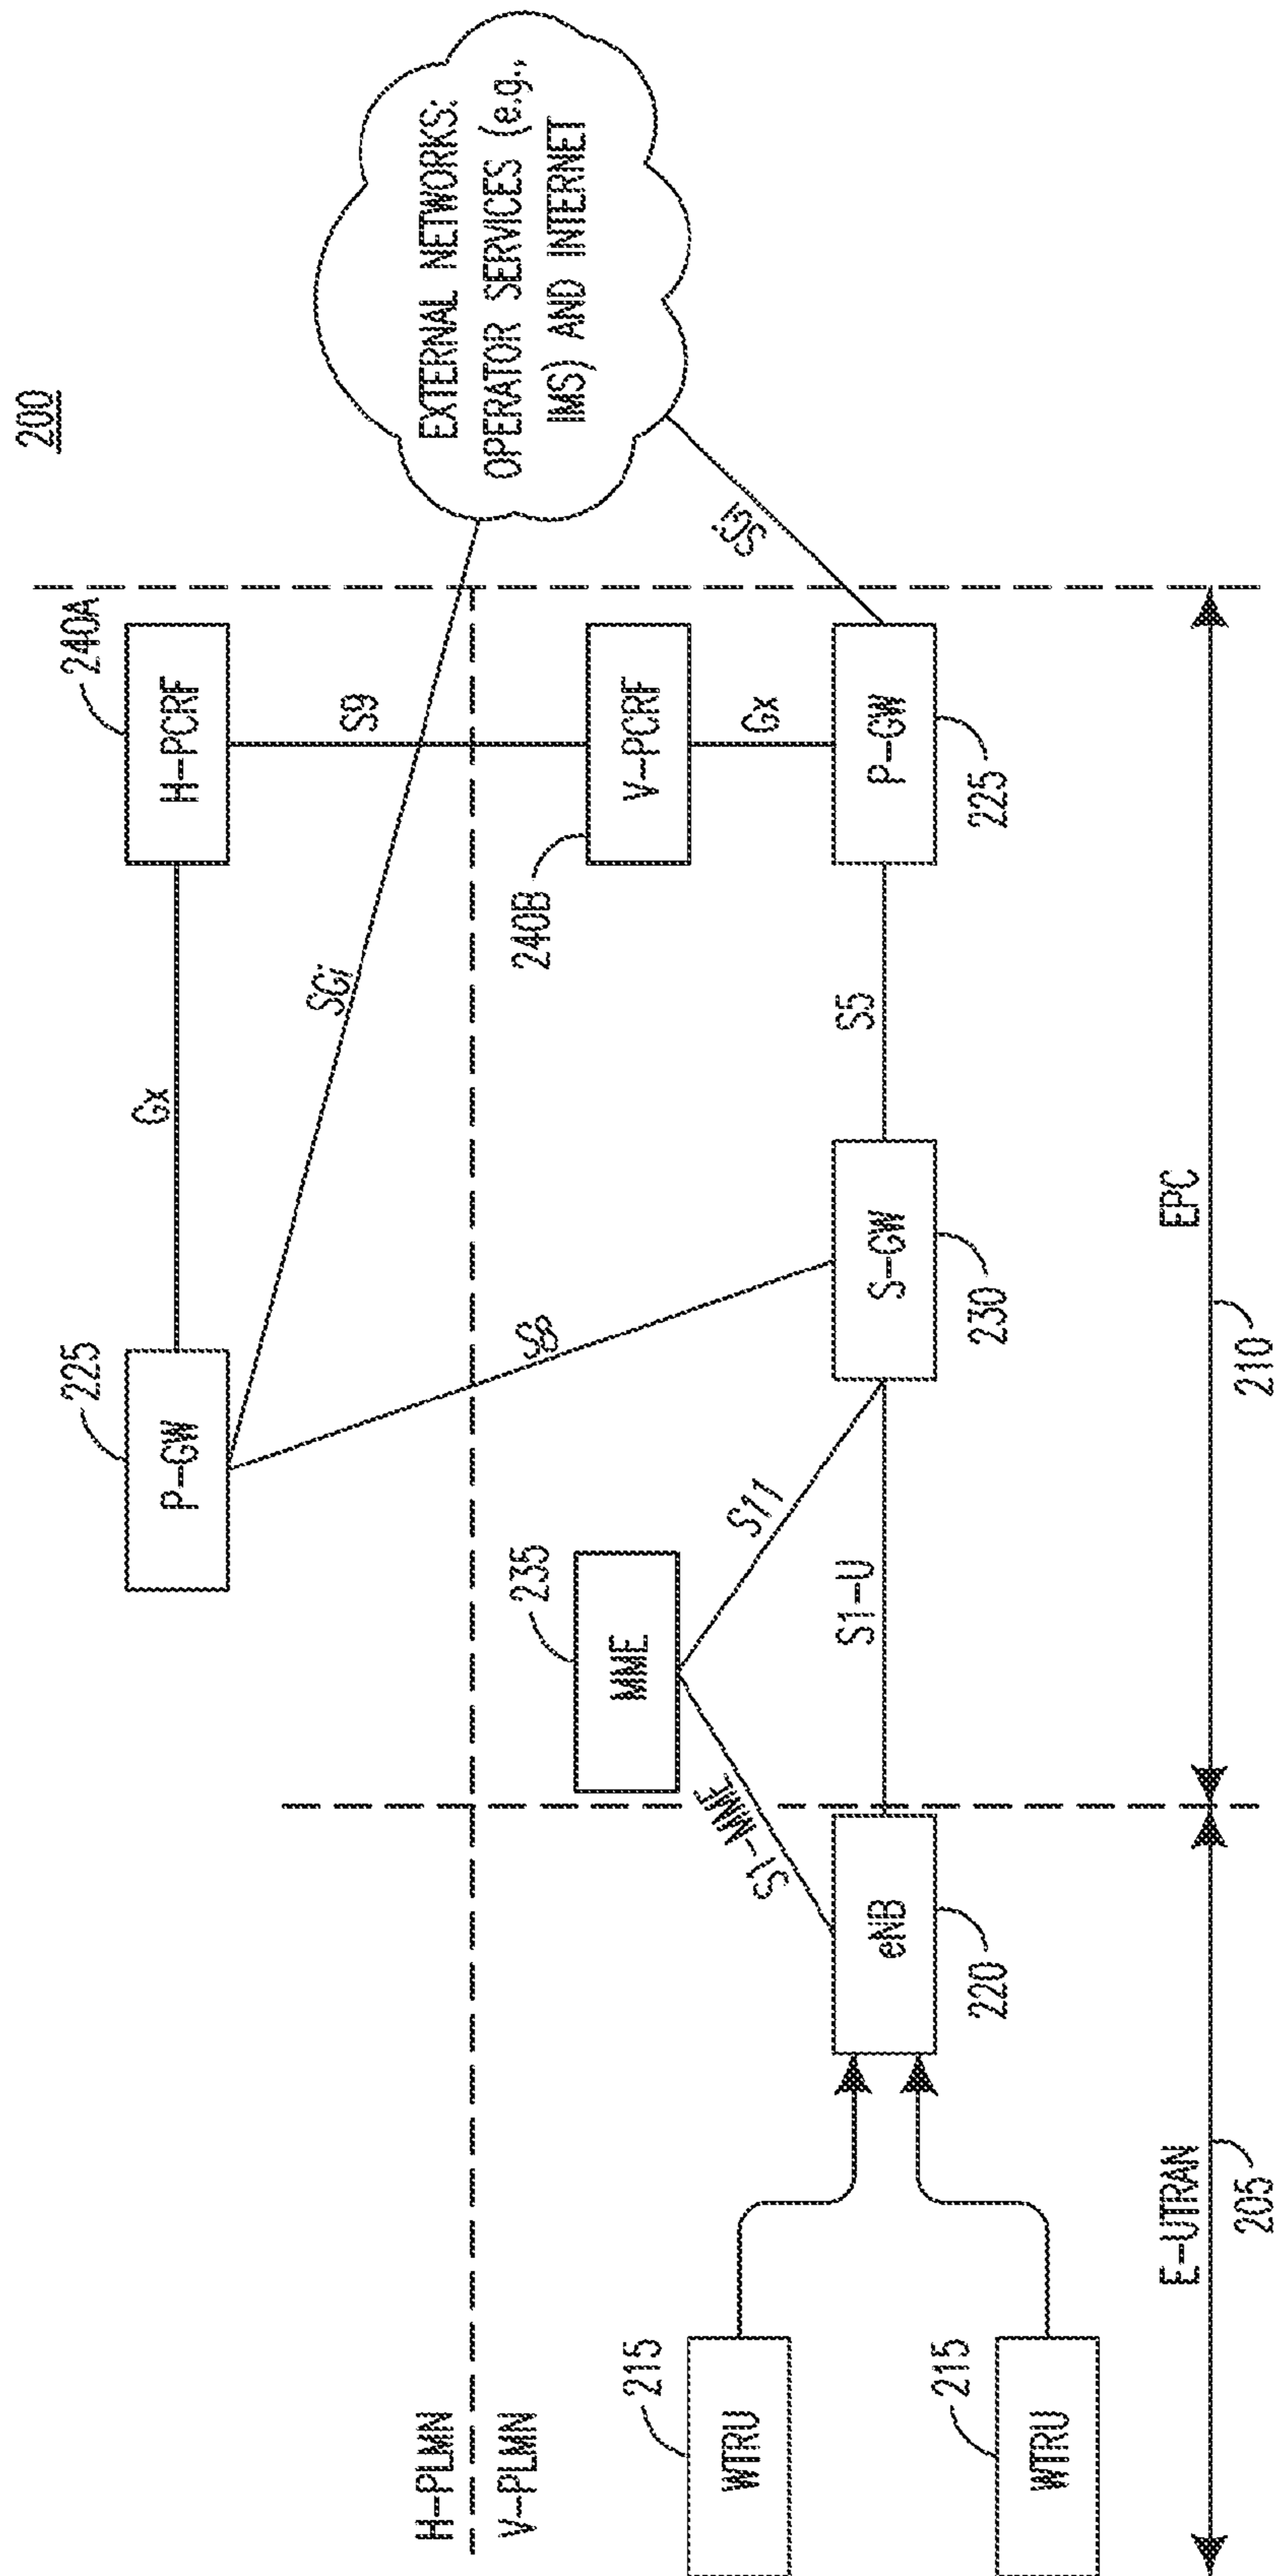 200
H-PLMN
V-PLMN
P-GW
225
Gx
H-PCRF
240A
SGi
S9
S8
EXTERNAL NETWORKS:
OPERATOR SERVICES (e.g.,
IMS) AND INTERNET
MME
235
240B
V-PCRF
S1-MME
S11
Gx
SGi
WTRU
215
WTRU
215
eNB
220
S1-U
S-GW
230
S5
P-GW
225
E-UTRAN
205
EPC
210